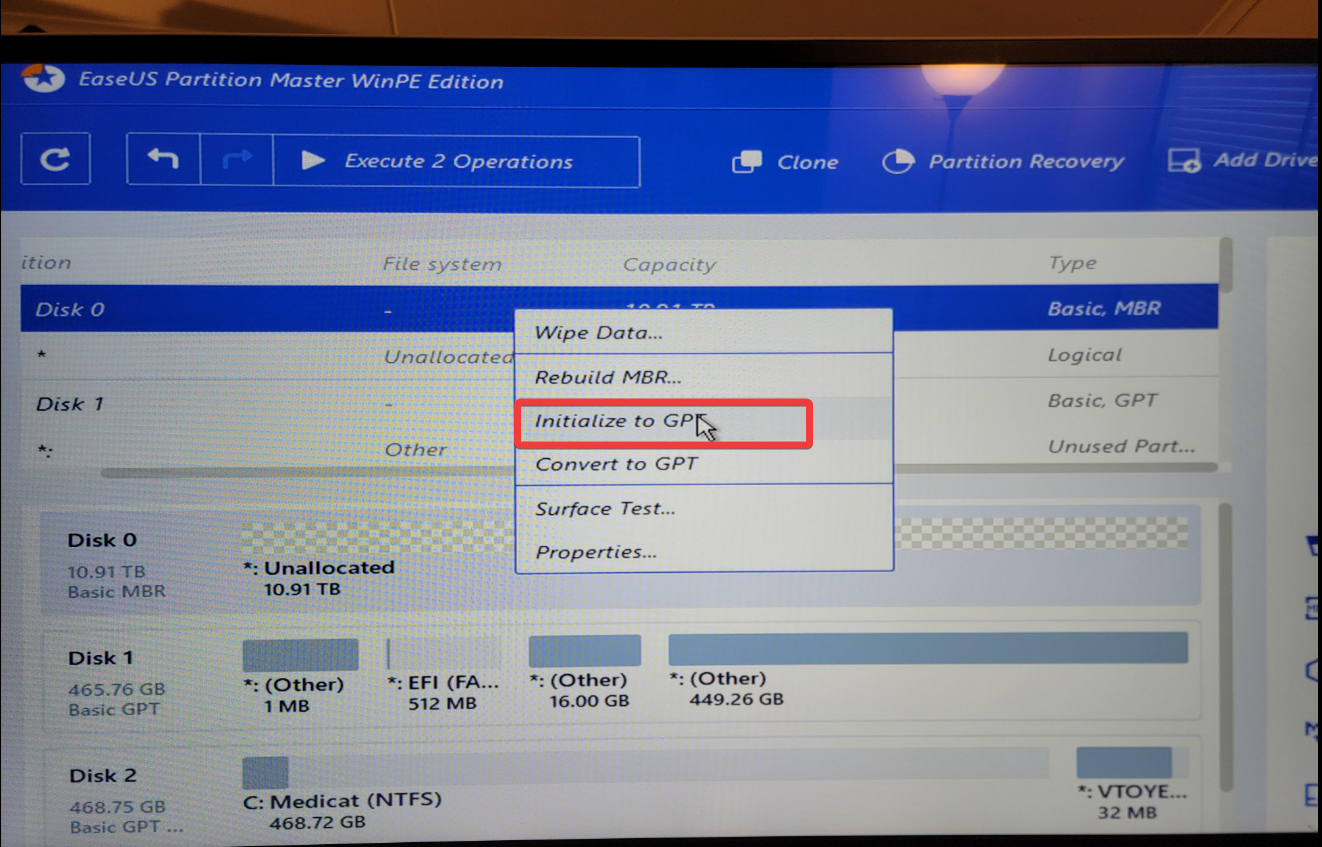 EaseUS Partition Master WinPE Edition
Execute 2 Operations
Clone
Partition Recovery
Add Drive
ition File system Capacity Type
Disk 0 - 10.91 TB Basic, MBR
* Unallocated Logical
Disk 1 - Basic, GPT
*: Other Unused Part...
Wipe Data...
Rebuild MBR...
Initialize to GPT
Convert to GPT
Surface Test...
Properties...
Disk 0
10.91 TB
Basic MBR
*: Unallocated
10.91 TB
Disk 1
465.76 GB
Basic GPT
*: (Other)
1 MB
*: EFI (FA...
512 MB
*: (Other)
16.00 GB
*: (Other)
449.26 GB
Disk 2
468.75 GB
Basic GPT ...
C: Medicat (NTFS)
468.72 GB
*: VTOYE...
32 MB